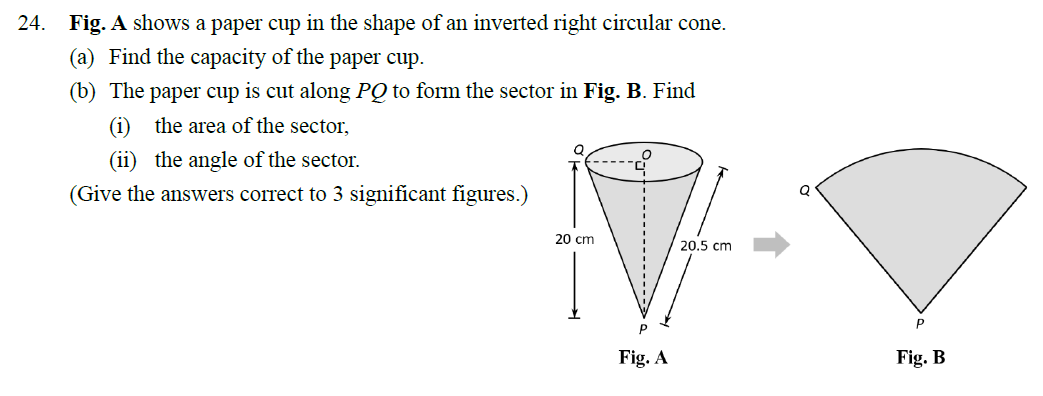 24. Fig. A shows a paper cup in the shape of an inverted right circular cone.
(a) Find the capacity of the paper cup.
(b) The paper cup is cut along PQ to form the sector in Fig. B. Find
(i) the area of the sector,
(ii) the angle of the sector.
(Give the answers correct to 3 significant figures.)
Q
O
20 cm
20.5 cm
P
Fig. A
Q
P
Fig. B